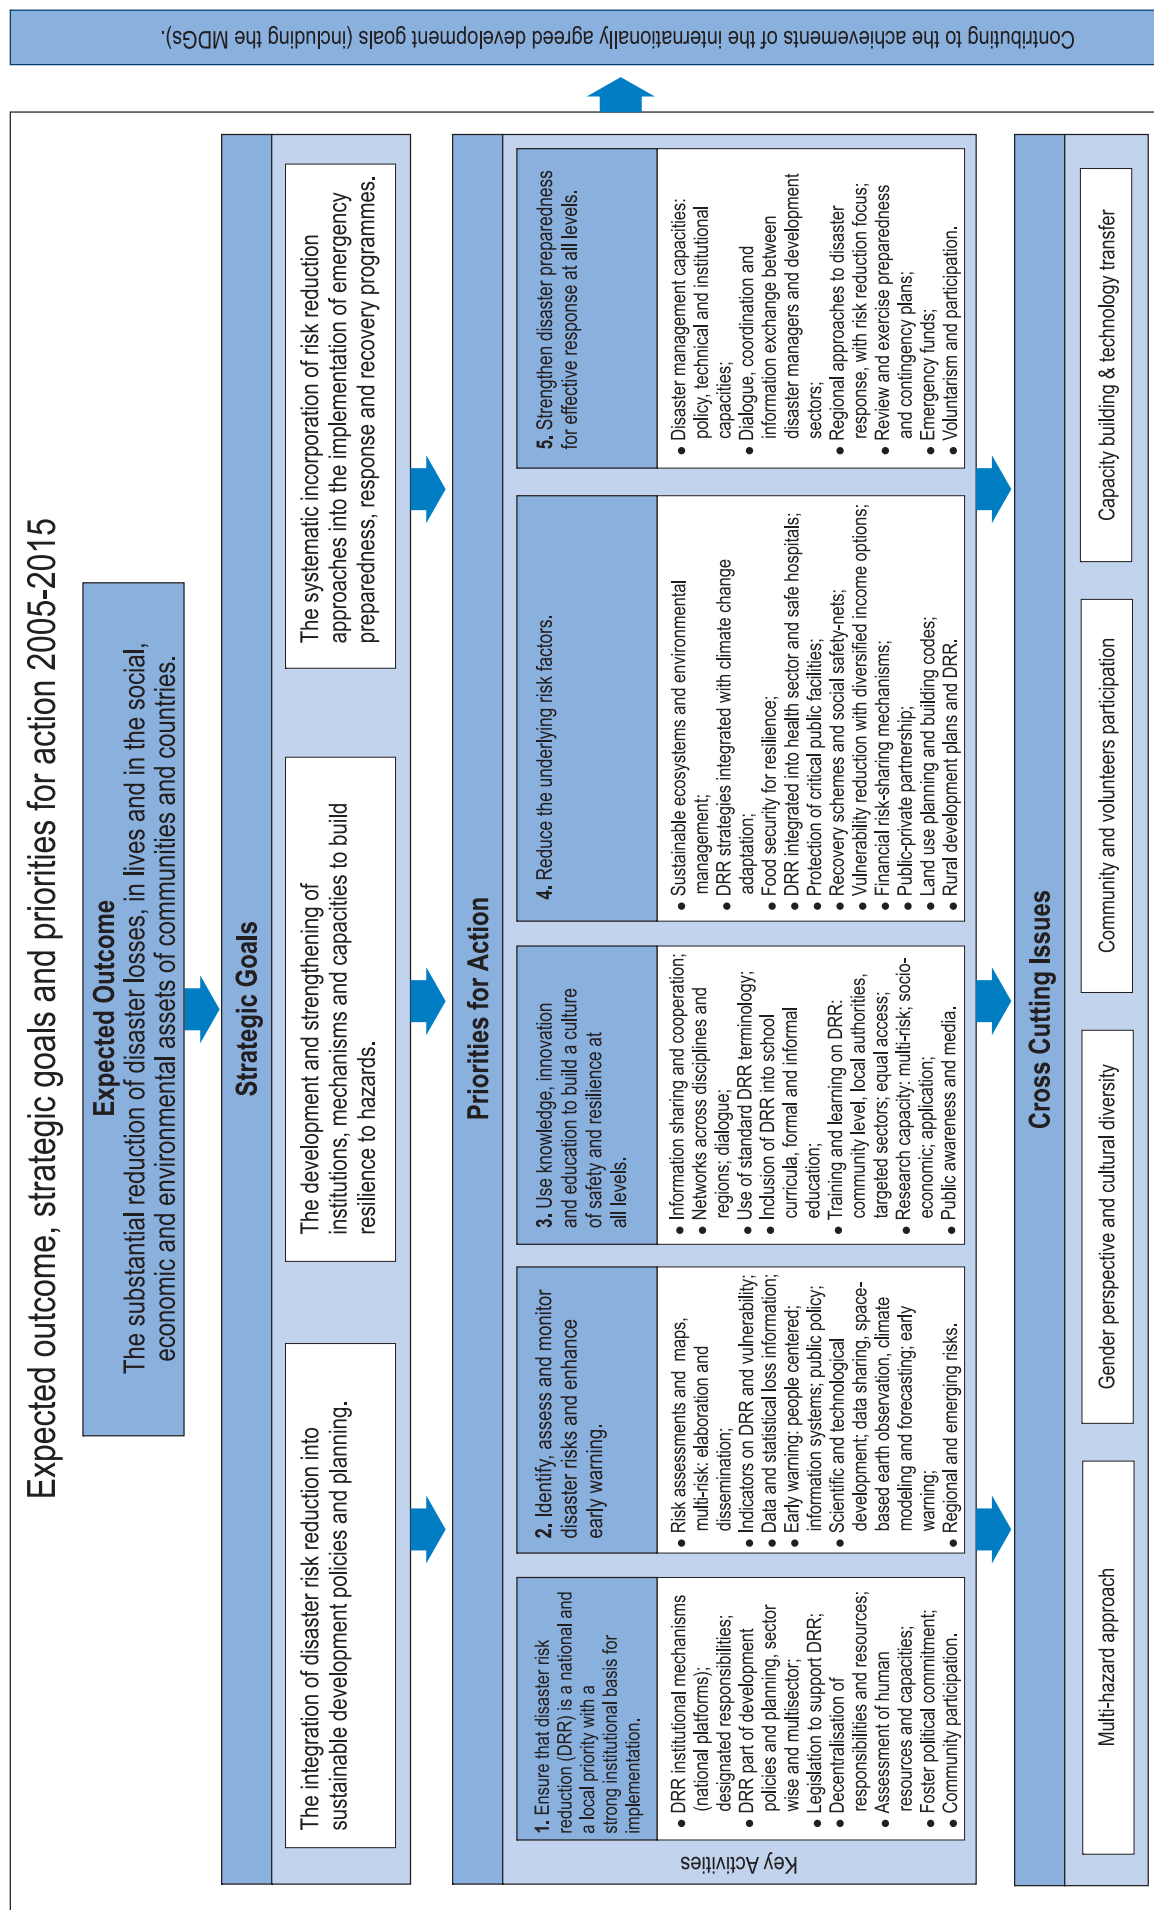 Expected outcome, strategic goals and priorities for action 2005-2015
Expected Outcome
The substantial reduction of disaster losses, in lives and in the social,
economic and environmental assets of communities and countries.
Strategic Goals
The integration of disaster risk reduction into
sustainable development policies and planning.
The development and strengthening of
institutions, mechanisms and capacities to build
resilience to hazards.
The systematic incorporation of risk reduction
approaches into the implementation of emergency
preparedness, response and recovery programmes.
Priorities for Action
1. Ensure that disaster risk
reduction (DRR) is a national and
a local priority with a
strong institutional basis for
implementation.
2. Identify, assess and monitor
disaster risks and enhance
early warning.
3. Use knowledge, innovation
and education to build a culture
of safety and resilience at
all levels.
4. Reduce the underlying risk factors.
5. Strengthen disaster preparedness
for effective response at all levels.
Key Activities
• DRR institutional mechanisms
(national platforms);
designated responsibilities;
• DRR part of development
policies and planning, sector
wise and multisector;
• Legislation to support DRR;
• Decentralisation of
responsibilities and resources;
• Assessment of human
resources and capacities;
• Foster political commitment;
• Community participation.
• Risk assessments and maps,
multi-risk: elaboration and
dissemination;
• Indicators on DRR and vulnerability;
• Data and statistical loss information;
• Early warning: people centered;
information systems; public policy;
• Scientific and technological
development; data sharing, space-
based earth observation, climate
modeling and forecasting; early
warning;
• Regional and emerging risks.
• Information sharing and cooperation;
• Networks across disciplines and
regions; dialogue;
• Use of standard DRR terminology;
• Inclusion of DRR into school
curricula, formal and informal
education;
• Training and learning on DRR:
community level, local authorities,
targeted sectors; equal access;
• Research capacity: multi-risk; socio-
economic; application;
• Public awareness and media.
• Sustainable ecosystems and environmental
management;
• DRR strategies integrated with climate change
adaptation;
• Food security for resilience;
• DRR integrated into health sector and safe hospitals;
• Protection of critical public facilities;
• Recovery schemes and social safety-nets;
• Vulnerability reduction with diversified income options;
• Financial risk-sharing mechanisms;
• Public-private partnership;
• Land use planning and building codes;
• Rural development plans and DRR.
• Disaster management capacities:
policy, technical and institutional
capacities;
• Dialogue, coordination and
information exchange between
disaster managers and development
sectors;
• Regional approaches to disaster
response, with risk reduction focus;
• Review and exercise preparedness
and contingency plans;
• Emergency funds;
• Voluntarism and participation.
Cross Cutting Issues
Multi-hazard approach
Gender perspective and cultural diversity
Community and volunteers participation
Capacity building & technology transfer
Contributing to the achievements of the internationally agreed development goals (including the MDGs).